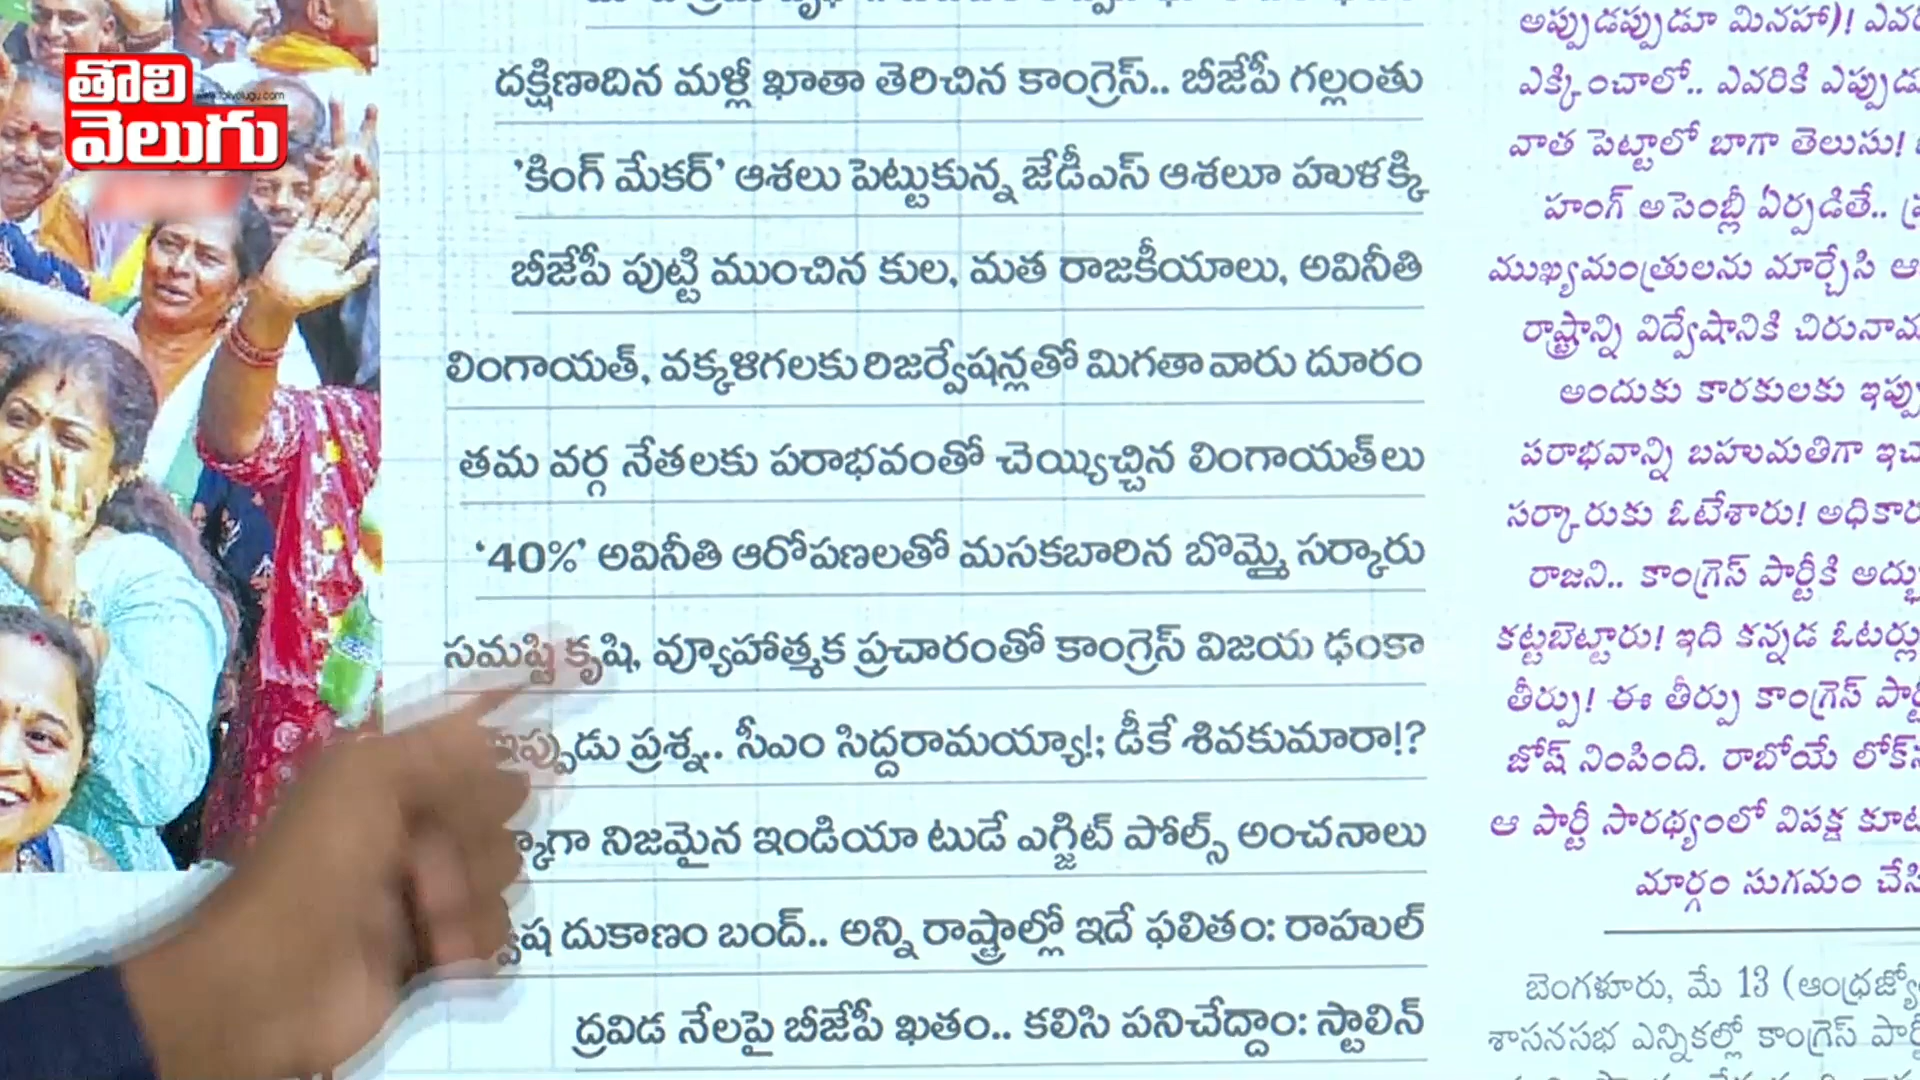 తొలి
www.tolivelugu.com
వెలుగు
దక్షిణాదిన మళ్లీ ఖాతా తెరిచిన కాంగ్రెస్.. బీజేపీ గల్లంతు
'కింగ్ మేకర్' ఆశలు పెట్టుకున్న జేడీఎస్ ఆశలూ హుళక్కి
బీజేపీ పుట్టి ముంచిన కుల, మత రాజకీయాలు, అవినీతి
లింగాయత్, వక్కళిగలకు రిజర్వేషన్లతో మిగతా వారు దూరం
తమ వర్గ నేతలకు పరాభవంతో చెయ్యిచ్చిన లింగాయత్‌లు
'40%' అవినీతి ఆరోపణలతో మసకబారిన బొమ్మై సర్కారు
సమష్టి కృషి, వ్యూహాత్మక ప్రచారంతో కాంగ్రెస్ విజయ ఢంకా
ఇప్పుడు ప్రశ్న.. సీఎం సిద్దరామయ్యా!; డీకే శివకుమారా!?
నిజమైన ఇండియా టుడే ఎగ్జిట్ పోల్స్ అంచనాలు
దుకాణం బంద్.. అన్ని రాష్ట్రాల్లో ఇదే ఫలితం: రాహుల్
ద్రవిడ నేలపై బీజేపీ ఖతం.. కలిసి పనిచేద్దాం: స్టాలిన్
అప్పుడప్పుడూ మినహా)!
ఎక్కించాలో.. ఎవరికి
వాత పెట్టాలో బాగా తెలుసు!
హంగ్ అసెంబ్లీ ఏర్పడితే..
ముఖ్యమంత్రులను మార్చేసి
రాష్ట్రాన్ని విద్వేషానికి
అందుకు కారకులకు
పరాభవాన్ని బహుమతిగా
సర్కారుకు ఓటేశారు!
రాజని.. కాంగ్రెస్ పార్టీకి
కట్టబెట్టారు! ఇది కన్నడ
తీర్పు! ఈ తీర్పు కాంగ్రెస్
జోష్ నింపింది. రాబోయే
ఆ పార్టీ సారథ్యంలో విపక్ష
మార్గం సుగమం
బెంగళూరు, మే 13
శాసనసభ ఎన్నికల్లో కాంగ్రెస్